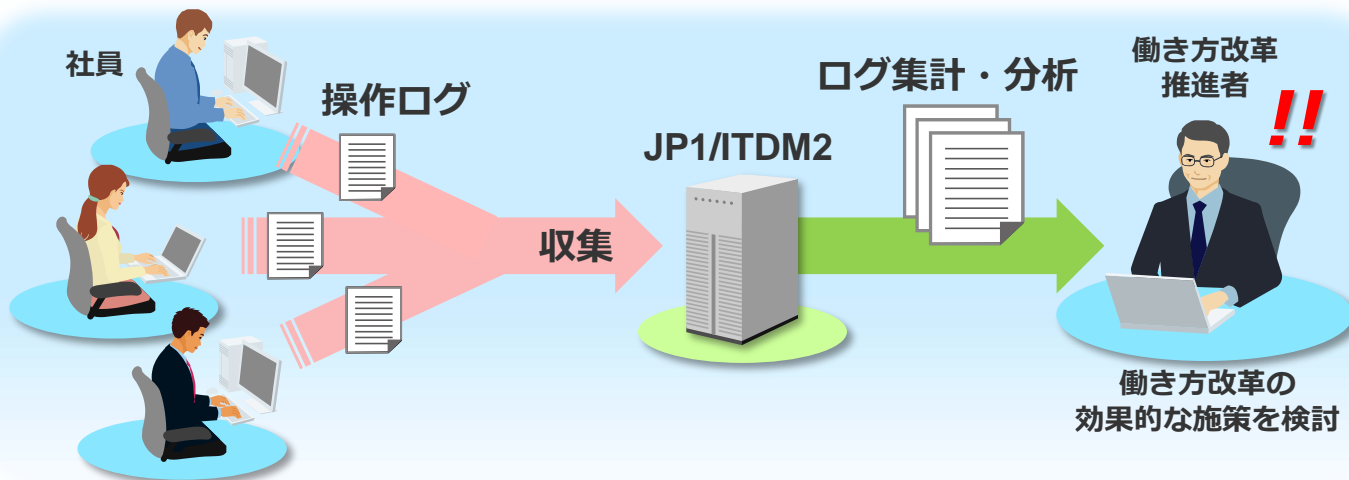 社員
操作ログ
収集
JP1/ITDM2
ログ集計・分析
働き方改革
推進者
!!
働き方改革の
効果的な施策を検討